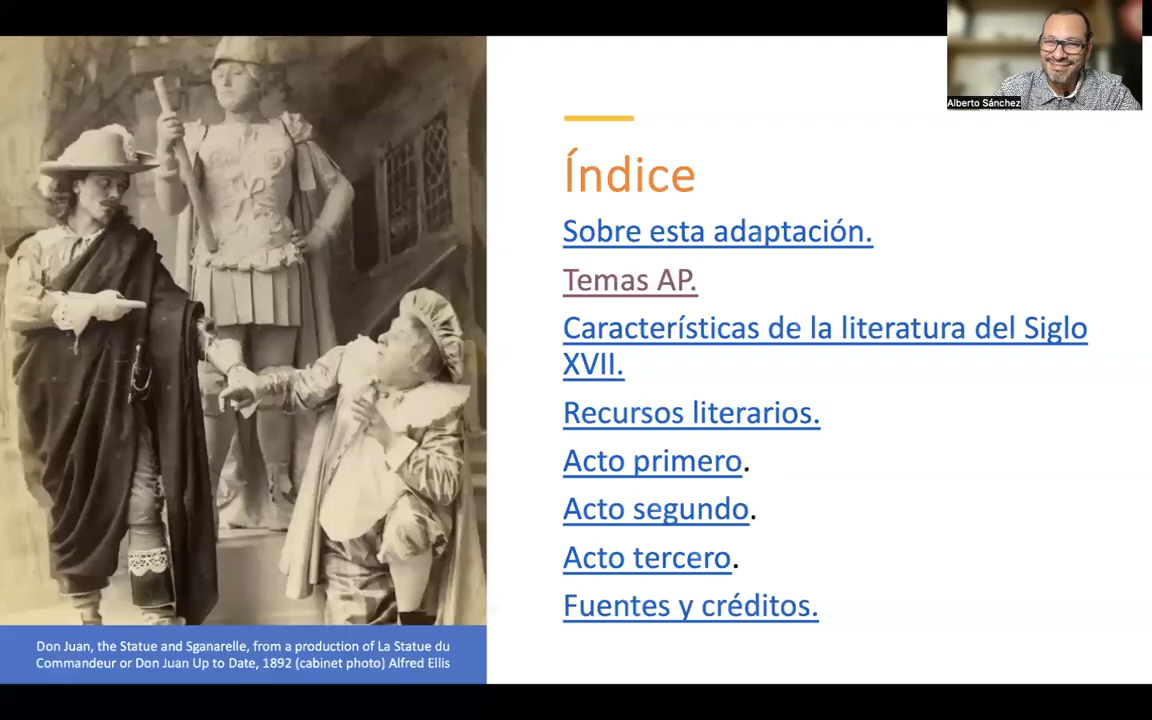 Alberto Sánchez
Índice
Sobre esta adaptación.
Temas AP.
Características de la literatura del Siglo
XVII.
Recursos literarios.
Acto primero.
Acto segundo.
Acto tercero.
Fuentes y créditos.
Don Juan, the Statue and Sganarelle, from a production of La Statue du
Commandeur or Don Juan Up to Date, 1892 (cabinet photo) Alfred Ellis